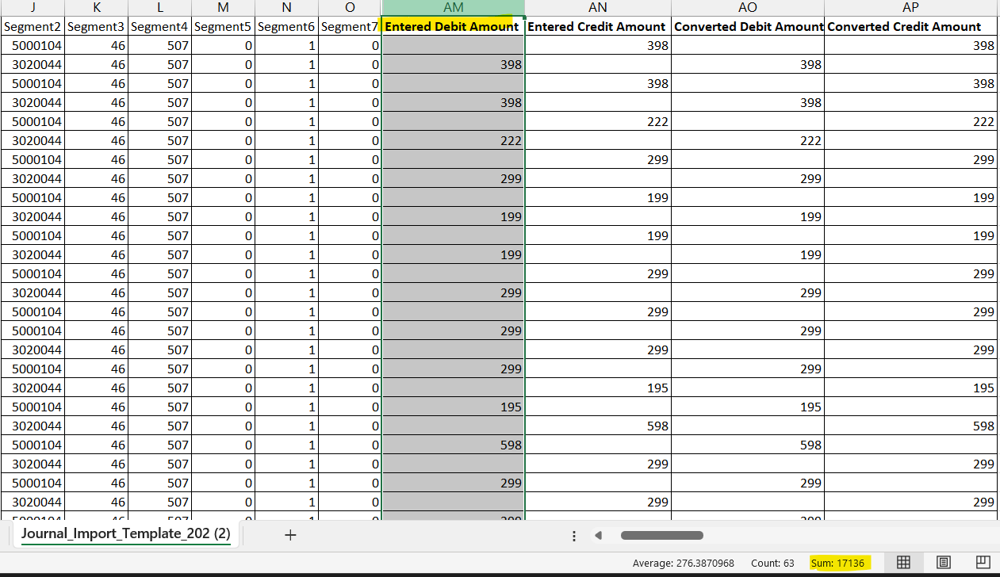 J K L M N O AM AN AO AP
Segment2 Segment3 Segment4 Segment5 Segment6 Segment7 Entered Debit Amount Entered Credit Amount Converted Debit Amount Converted Credit Amount
5000104 46 507 0 1 0 398 398
3020044 46 507 0 1 0 398 398
5000104 46 507 0 1 0 398 398
3020044 46 507 0 1 0 398 398
5000104 46 507 0 1 0 222 222
3020044 46 507 0 1 0 222 222
5000104 46 507 0 1 0 299 299
3020044 46 507 0 1 0 299 299
5000104 46 507 0 1 0 199 199
3020044 46 507 0 1 0 199 199
5000104 46 507 0 1 0 199 199
3020044 46 507 0 1 0 199 199
5000104 46 507 0 1 0 299 299
3020044 46 507 0 1 0 299 299
5000104 46 507 0 1 0 299 299
5000104 46 507 0 1 0 299 299
3020044 46 507 0 1 0 299 299
5000104 46 507 0 1 0 299 299
3020044 46 507 0 1 0 195 195
5000104 46 507 0 1 0 195 195
3020044 46 507 0 1 0 598 598
5000104 46 507 0 1 0 598 598
3020044 46 507 0 1 0 299 299
5000104 46 507 0 1 0 299 299
3020044 46 507 0 1 0 299 299
Journal_Import_Template_202 (2)
Average: 276.3870968 Count: 63 Sum: 17136